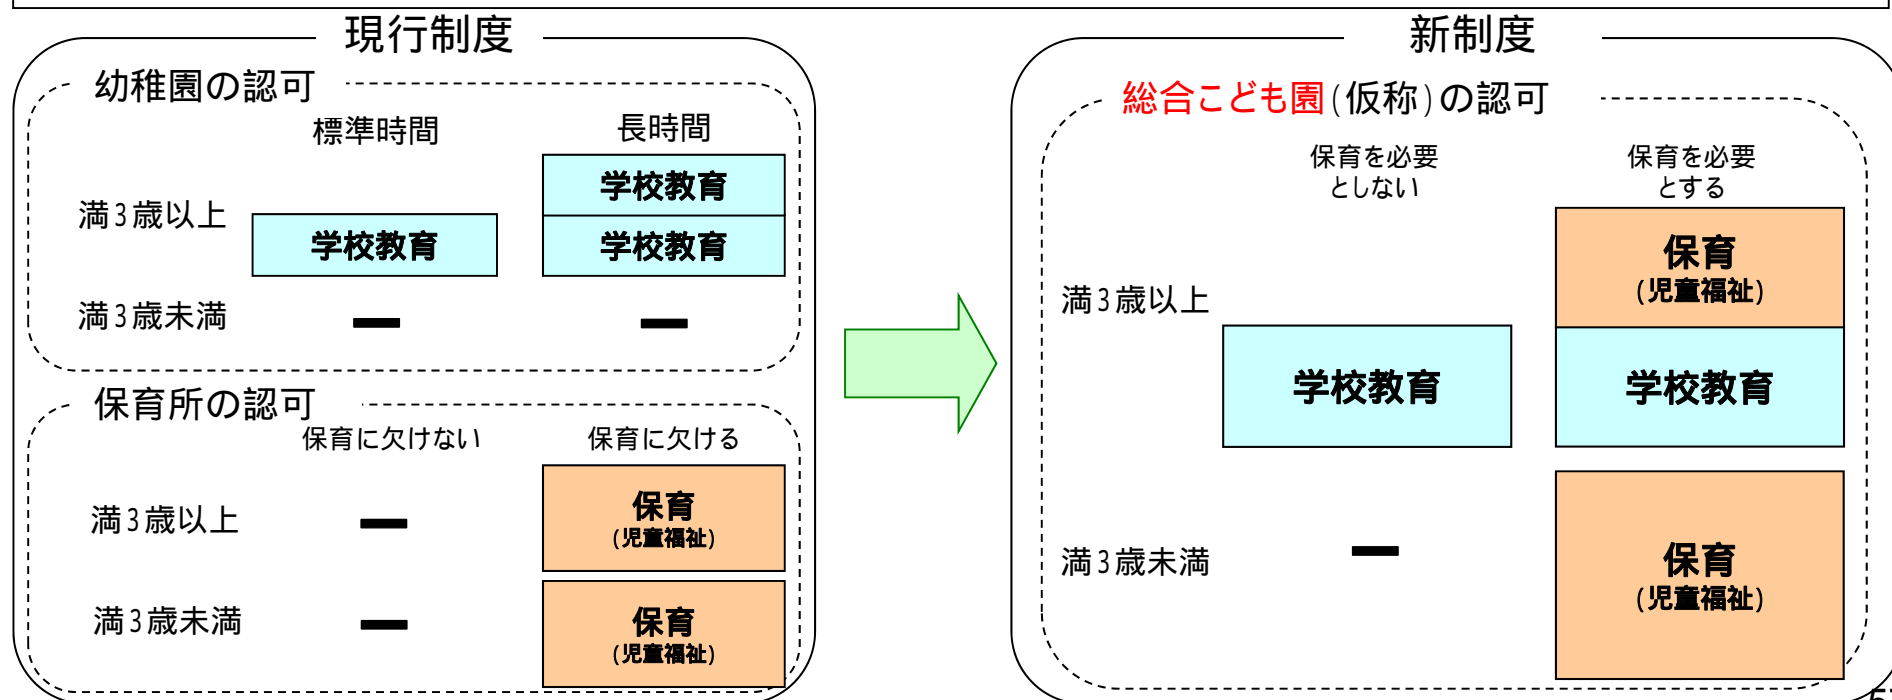 現行制度
幼稚園の認可
標準時間
長時間
満3歳以上
学校教育
学校教育
学校教育
満3歳未満
ー
ー
保育所の認可
保育に欠けない
保育に欠ける
満3歳以上
ー
保育
(児童福祉)
満3歳未満
ー
保育
(児童福祉)
新制度
総合こども園(仮称)の認可
保育を必要
としない
保育を必要
とする
満3歳以上
保育
(児童福祉)
学校教育
学校教育
満3歳未満
ー
保育
(児童福祉)